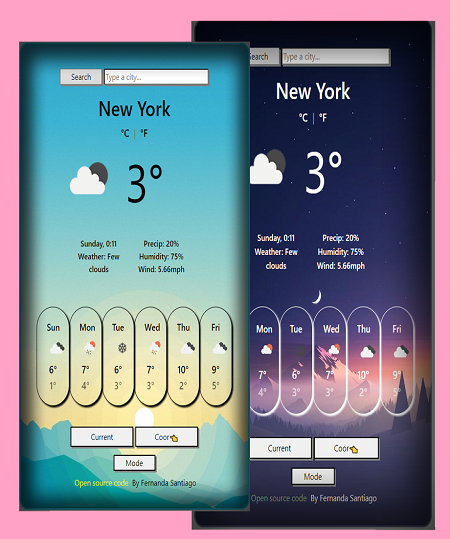 Search Type a city...
New York
°C | °F
3°
Sunday, 0:11 Precip: 20%
Weather: Few Humidity: 75%
clouds Wind: 5.66mph
Sun Mon Tue Wed Thu Fri
6° 7° 6° 7° 10° 9°
1° 4° 3° 3° 2° 5°
Current Coor
Mode
Open source code By Fernanda Santiago
Search Type a city...
New York
°C | °F
3°
Sunday, 0:11 Precip: 20%
Weather: Few Humidity: 75%
clouds Wind: 5.66mph
Mon Tue Wed Thu Fri
7° 6° 7° 10° 9°
4° 3° 3° 2° 5°
Current Coor
Mode
Open source code By Fernanda Santiago